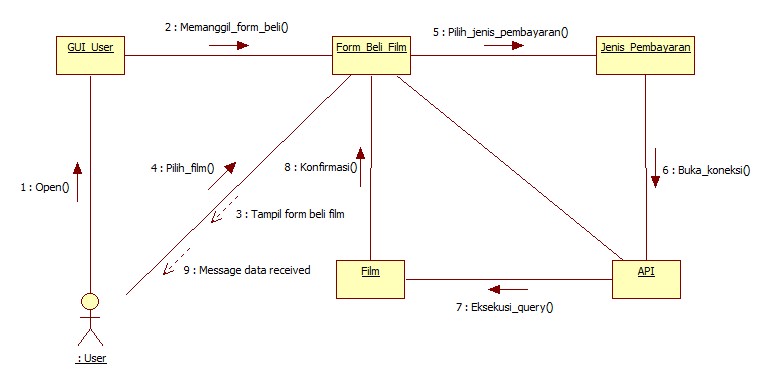 2 : Memanggil_form_beli()
5 : Pilih_jenis_pembayaran()
GUI_User
Form_Beli_Film
Jenis_Pembayaran
4 : Pilih_film()
8 : Konfirmasi()
6 : Buka_koneksi()
1 : Open()
3 : Tampil form beli film
9 : Message data received
Film
API
7 : Eksekusi_query()
: User